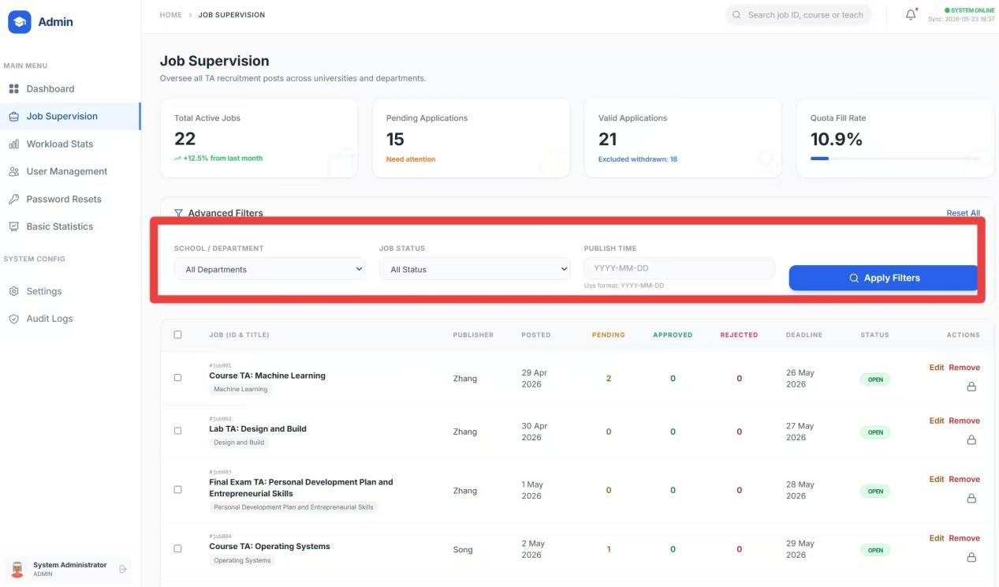 Admin
HOME > JOB SUPERVISION
Search job ID, course or teach
SYSTEM ONLINE
Sync: 2026-05-23 19:37
MAIN MENU
Dashboard
Job Supervision
Workload Stats
User Management
Password Resets
Basic Statistics
SYSTEM CONFIG
Settings
Audit Logs
System Administrator
ADMIN
Job Supervision
Oversee all TA recruitment posts across universities and departments.
Total Active Jobs
22
+12.5% from last month
Pending Applications
15
Need attention
Valid Applications
21
Excluded withdrawn: 18
Quota Fill Rate
10.9%
Advanced Filters
Reset All
SCHOOL / DEPARTMENT
All Departments
JOB STATUS
All Status
PUBLISH TIME
YYYY-MM-DD
Use format: YYYY-MM-DD
Apply Filters
JOB (ID & TITLE) PUBLISHER POSTED PENDING APPROVED REJECTED DEADLINE STATUS ACTIONS
#job001
Course TA: Machine Learning
Machine Learning
Zhang
29 Apr
2026
2
0
0
26 May
2026
OPEN
Edit Remove
#job002
Lab TA: Design and Build
Design and Build
Zhang
30 Apr
2026
0
0
0
27 May
2026
OPEN
Edit Remove
#job003
Final Exam TA: Personal Development Plan and
Entrepreneurial Skills
Personal Development Plan and Entrepreneurial Skills
Zhang
1 May
2026
0
0
0
28 May
2026
OPEN
Edit Remove
#job004
Course TA: Operating Systems
Operating Systems
Song
2 May
2026
1
0
0
29 May
2026
OPEN
Edit Remove